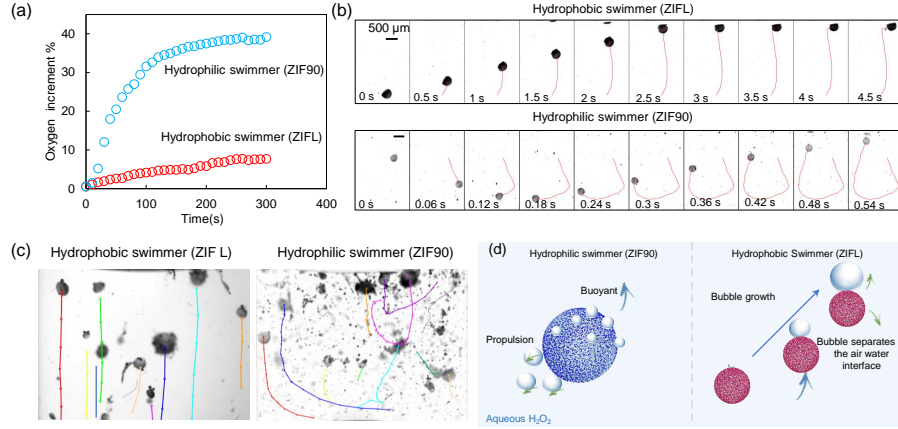 (a)
Oxygen increment %
40
30
20
10
0
Hydrophilic swimmer (ZIF90)
Hydrophobic swimmer (ZIFL)
0 100 200 300 400
Time(s)
(b)
Hydrophobic swimmer (ZIFL)
500 µm
0 s 0.5 s 1 s 1.5 s 2 s 2.5 s 3 s 3.5 s 4 s 4.5 s
Hydrophilic swimmer (ZIF90)
0 s 0.06 s 0.12 s 0.18 s 0.24 s 0.3 s 0.36 s 0.42 s 0.48 s 0.54 s
(c)
Hydrophobic swimmer (ZIF L) Hydrophilic swimmer (ZIF90)
(d)
Hydrophilic swimmer (ZIF90)
Buoyant
Propulsion
Aqueous H₂O₂
Hydrophobic Swimmer (ZIFL)
Bubble growth
Bubble separates
the air water
interface